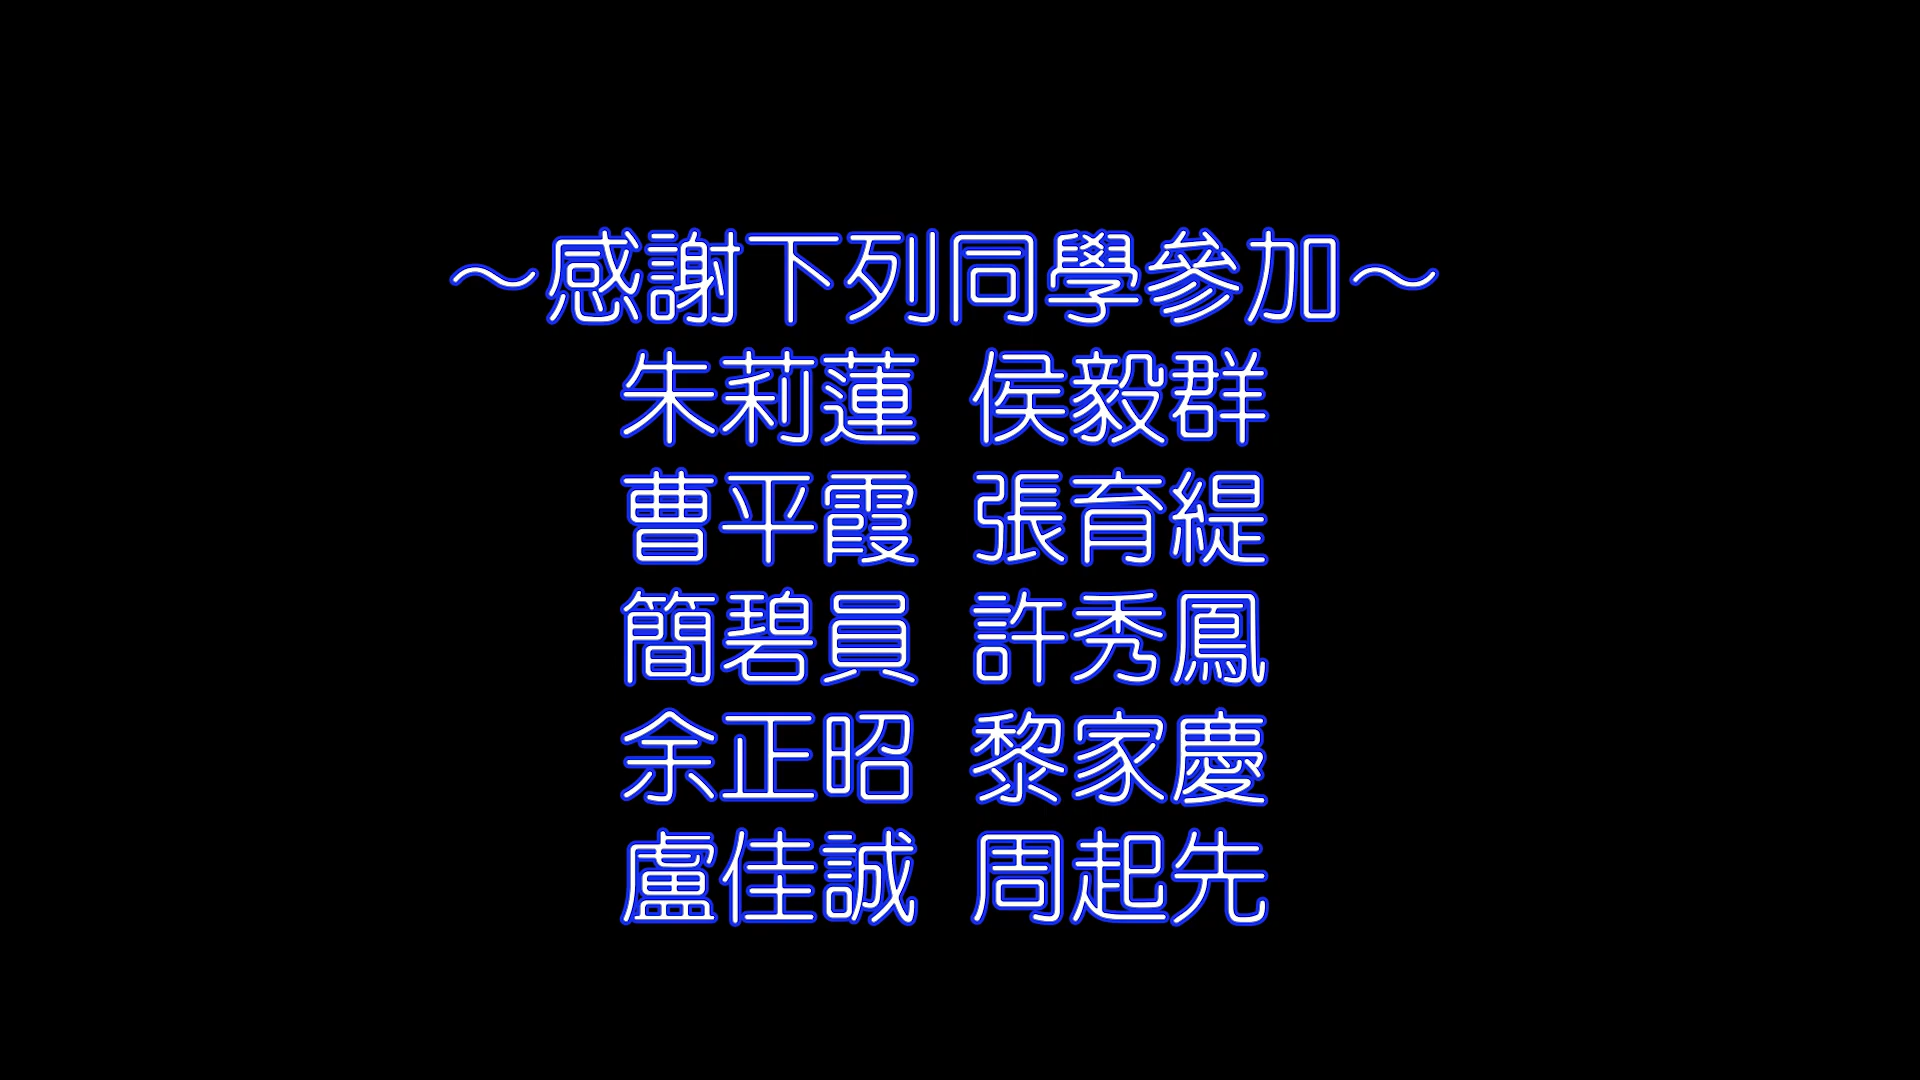 ～感謝下列同學參加～
朱莉蓮 侯毅群
曹平霞 張育緹
簡碧員 許秀鳳
余正昭 黎家慶
盧佳誠 周起先